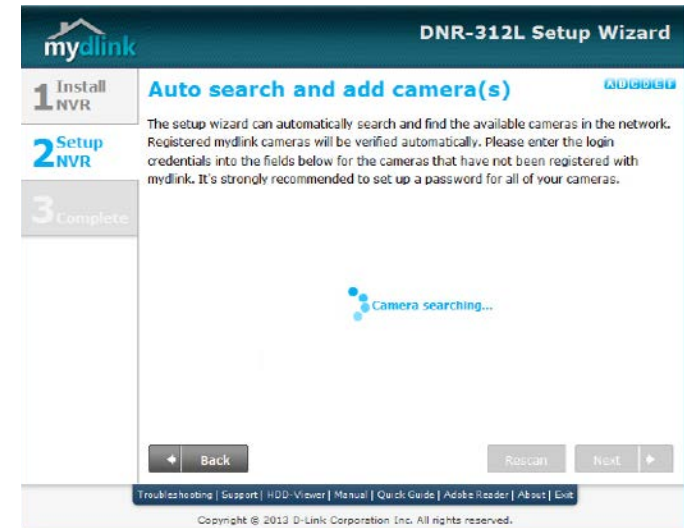 mydlink
DNR-312L Setup Wizard
1 Install
NVR
2 Setup
NVR
3 Complete
Auto search and add camera(s)
A B C D E F
The setup wizard can automatically search and find the available cameras in the network.
Registered mydlink cameras will be verified automatically. Please enter the login
credentials into the fields below for the cameras that have not been registered with
mydlink. It's strongly recommended to set up a password for all of your cameras.
Camera searching...
Back
Rescan
Next
Troubleshooting | Support | HDD-Viewer | Manual | Quick Guide | Adobe Reader | About | Exit
Copyright © 2013 D-Link Corporation Inc. All rights reserved.